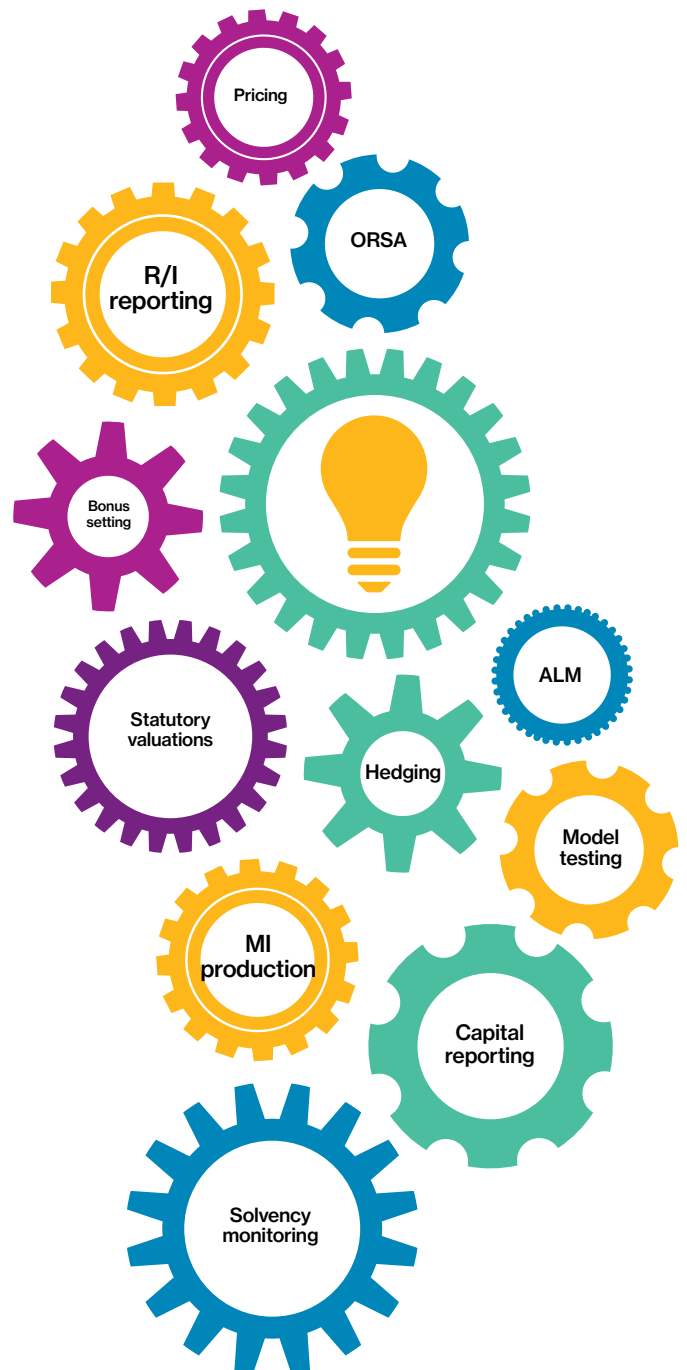 Pricing
ORSA
R/I
reporting
Bonus
setting
ALM
Statutory
valuations
Hedging
Model
testing
MI
production
Capital
reporting
Solvency
monitoring